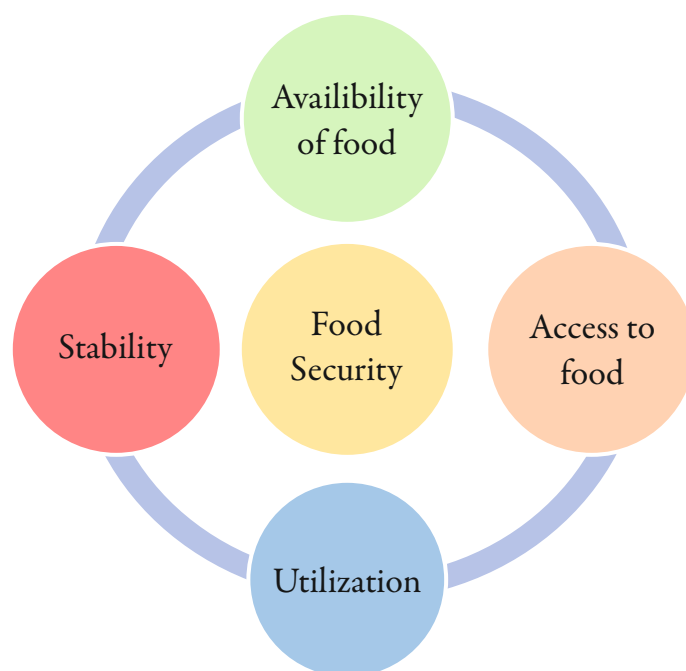 Availibility
of food
Stability
Food
Security
Access to
food
Utilization